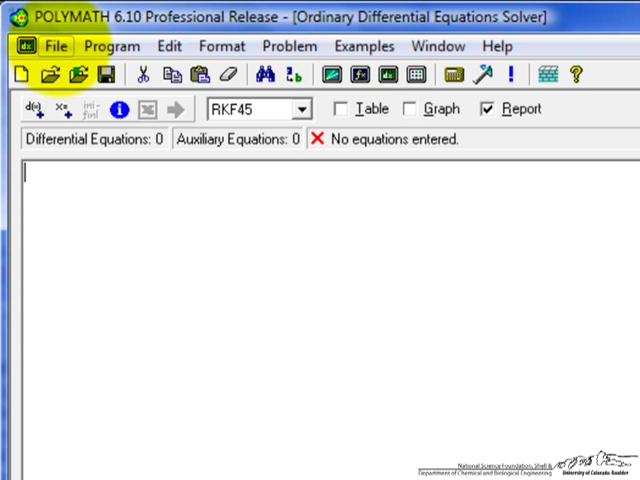 POLYMATH 6.10 Professional Release - [Ordinary Differential Equations Solver]
File Program Edit Format Problem Examples Window Help
d(x) x= ini- finl RKF45 Table Graph Report
Differential Equations: 0 Auxiliary Equations: 0 No equations entered.
National Science Foundation, Shell &
Department of Chemical and Biological Engineering University of Colorado Boulder